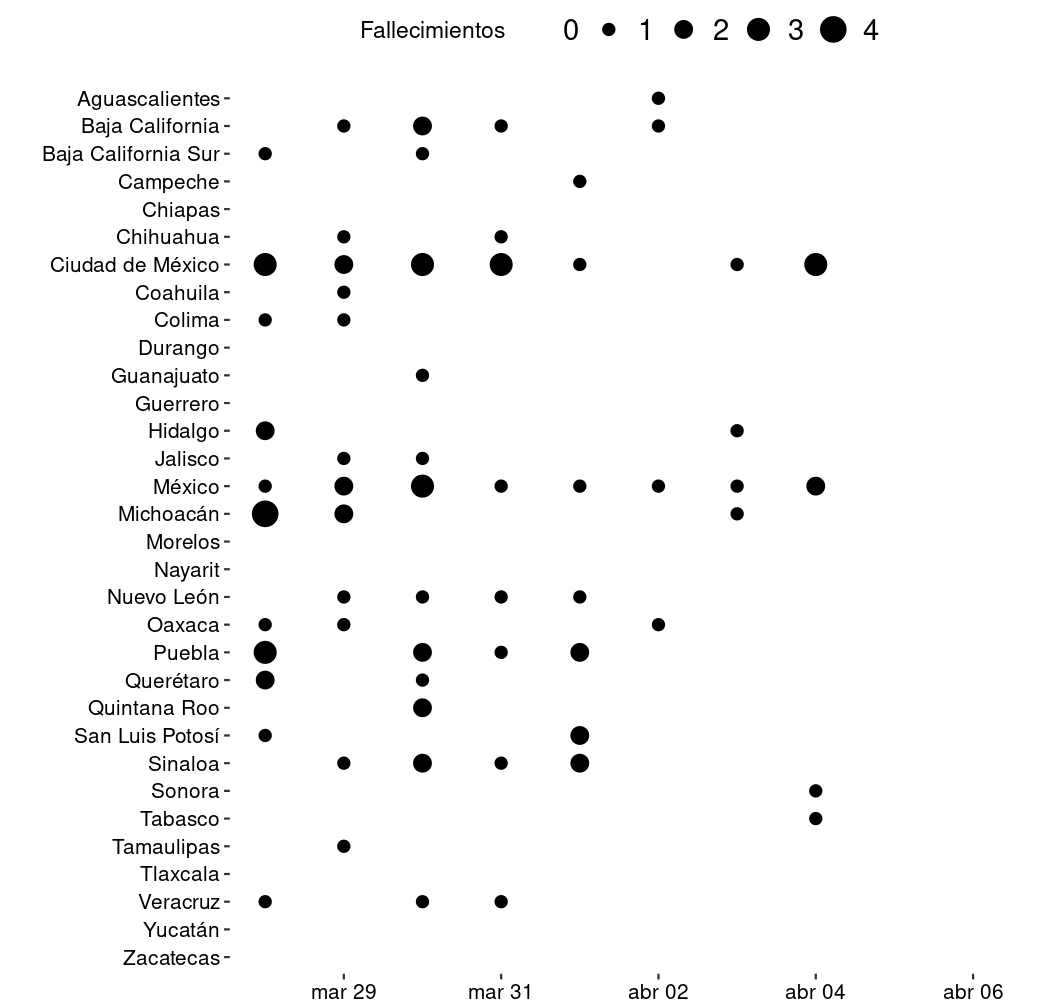 Fallecimientos 0 1 2 3 4
Aguascalientes
Baja California
Baja California Sur
Campeche
Chiapas
Chihuahua
Ciudad de México
Coahuila
Colima
Durango
Guanajuato
Guerrero
Hidalgo
Jalisco
México
Michoacán
Morelos
Nayarit
Nuevo León
Oaxaca
Puebla
Querétaro
Quintana Roo
San Luis Potosí
Sinaloa
Sonora
Tabasco
Tamaulipas
Tlaxcala
Veracruz
Yucatán
Zacatecas
mar 29 mar 31 abr 02 abr 04 abr 06